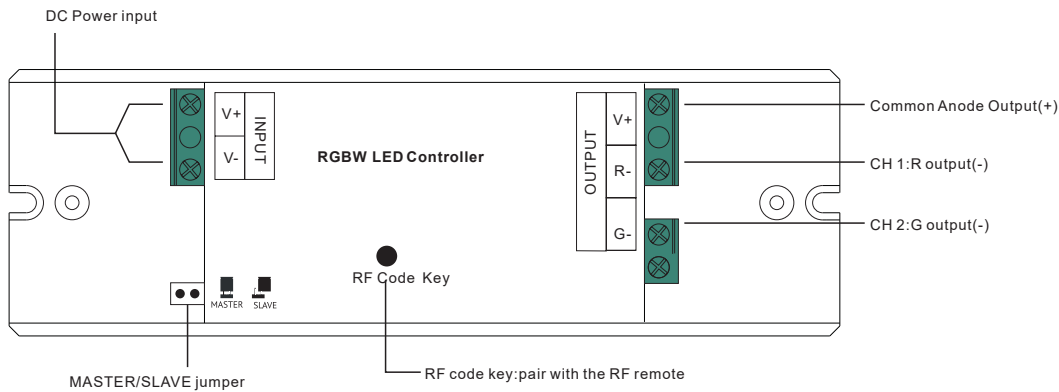 DC Power input
V+
V-
INPUT
RGBW LED Controller
OUTPUT
V+
R-
G-
Common Anode Output(+)
CH 1:R output(-)
CH 2:G output(-)
RF Code Key
MASTER
SLAVE
MASTER/SLAVE jumper
RF code key:pair with the RF remote